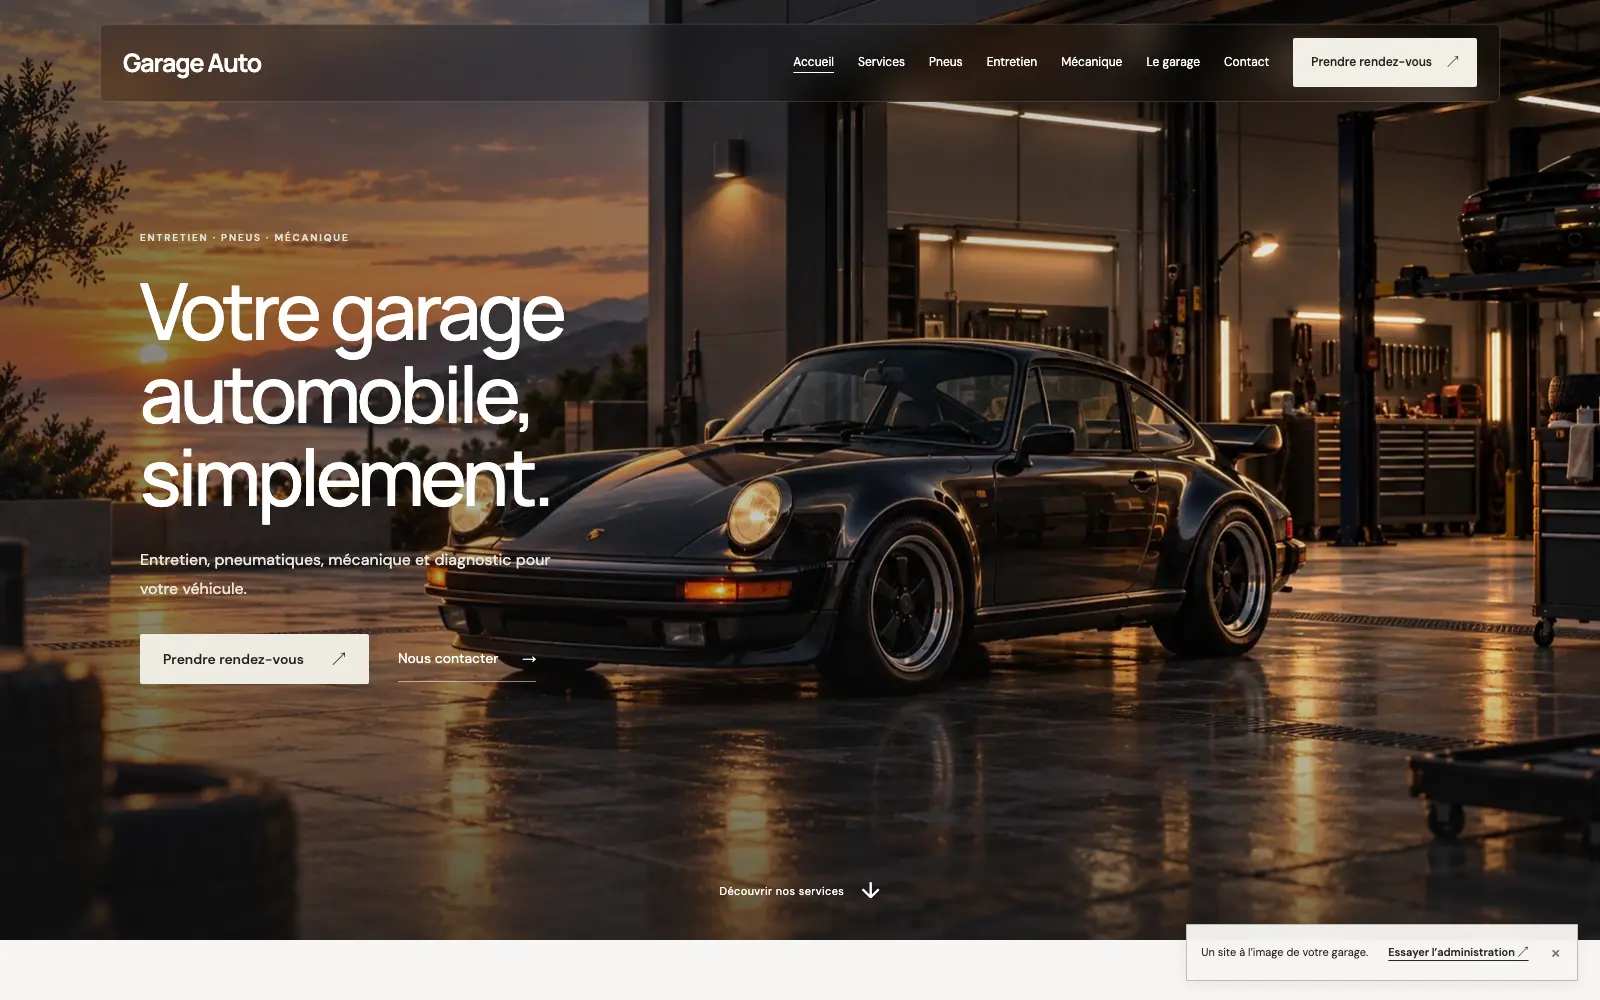 Garage Auto
Accueil
Services
Pneus
Entretien
Mécanique
Le garage
Contact
Prendre rendez-vous ↗
ENTRETIEN · PNEUS · MÉCANIQUE
Votre garage
automobile,
simplement.
Entretien, pneumatiques, mécanique et diagnostic pour
votre véhicule.
Prendre rendez-vous ↗
Nous contacter →
Découvrir nos services ↓
Un site à l’image de votre garage. Essayer l’administration ↗ ×